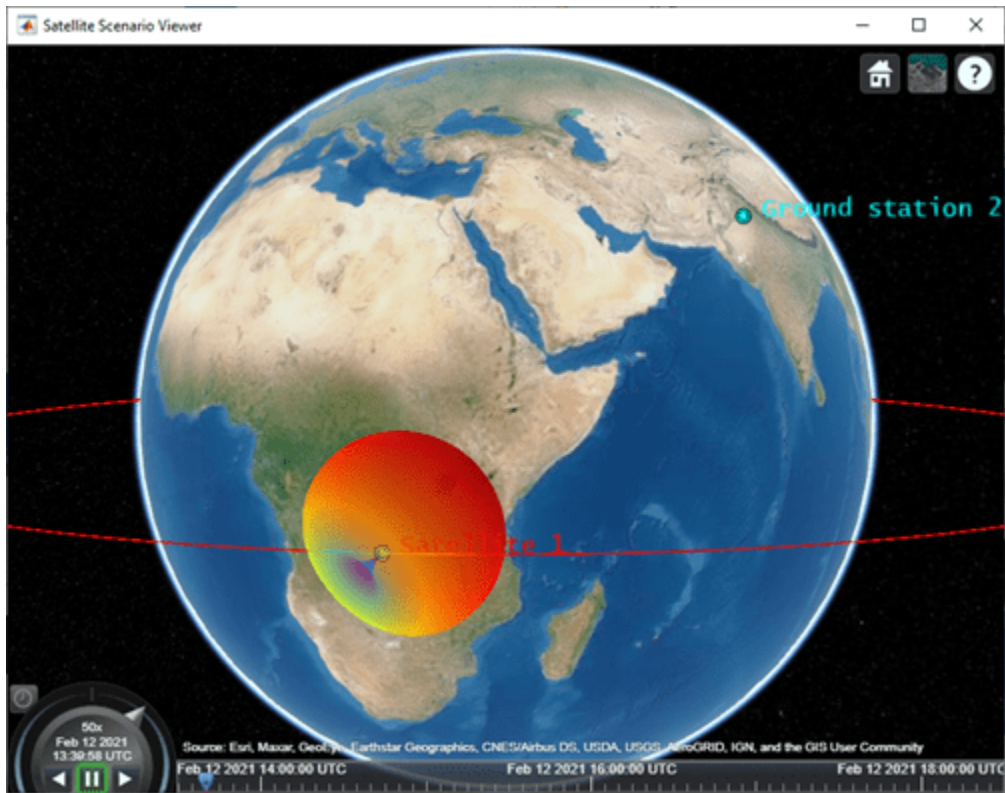 Satellite Scenario Viewer
?
Ground station 2
Satellite 1
50x
Feb 12 2021
13:39:58 UTC
Source: Esri, Maxar, Earthstar Geographics, CNES/Airbus DS, USDA, USGS, AeroGRID, IGN, and the GIS User Community
Feb 12 2021 14:00:00 UTC Feb 12 2021 16:00:00 UTC Feb 12 2021 18:00:00 UTC